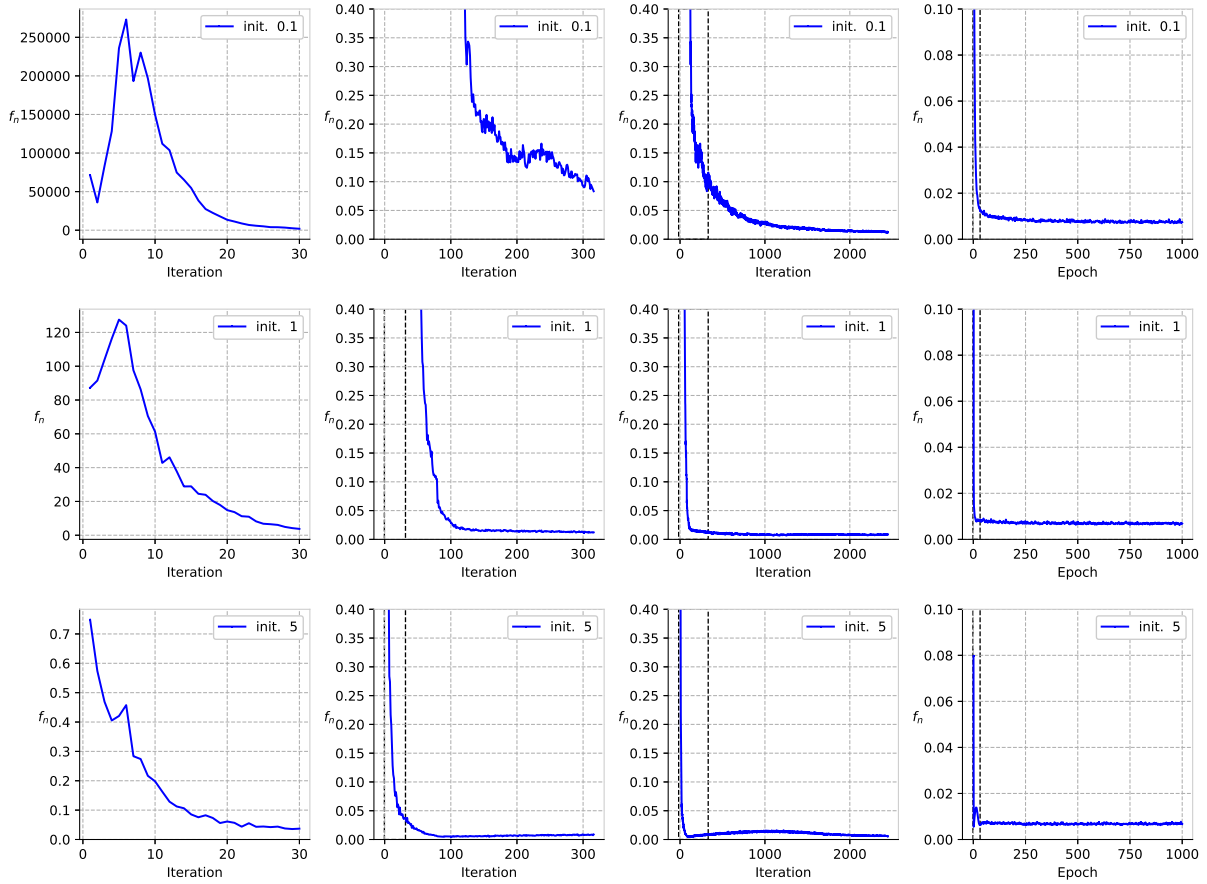 init. 0.1
250000
200000
150000
100000
50000
0
f_n
0 10 20 30
Iteration
init. 0.1
0.40
0.35
0.30
0.25
0.20
0.15
0.10
0.05
0.00
f_n
0 100 200 300
Iteration
init. 0.1
0.40
0.35
0.30
0.25
0.20
0.15
0.10
0.05
0.00
f_n
0 1000 2000
Iteration
init. 0.1
0.10
0.08
0.06
0.04
0.02
0.00
f_n
0 250 500 750 1000
Epoch
init. 1
120
100
80
60
40
20
0
f_n
0 10 20 30
Iteration
init. 1
0.40
0.35
0.30
0.25
0.20
0.15
0.10
0.05
0.00
f_n
0 100 200 300
Iteration
init. 1
0.40
0.35
0.30
0.25
0.20
0.15
0.10
0.05
0.00
f_n
0 1000 2000
Iteration
init. 1
0.10
0.08
0.06
0.04
0.02
0.00
f_n
0 250 500 750 1000
Epoch
init. 5
0.7
0.6
0.5
0.4
0.3
0.2
0.1
0.0
f_n
0 10 20 30
Iteration
init. 5
0.40
0.35
0.30
0.25
0.20
0.15
0.10
0.05
0.00
f_n
0 100 200 300
Iteration
init. 5
0.40
0.35
0.30
0.25
0.20
0.15
0.10
0.05
0.00
f_n
0 1000 2000
Iteration
init. 5
0.10
0.08
0.06
0.04
0.02
0.00
f_n
0 250 500 750 1000
Epoch